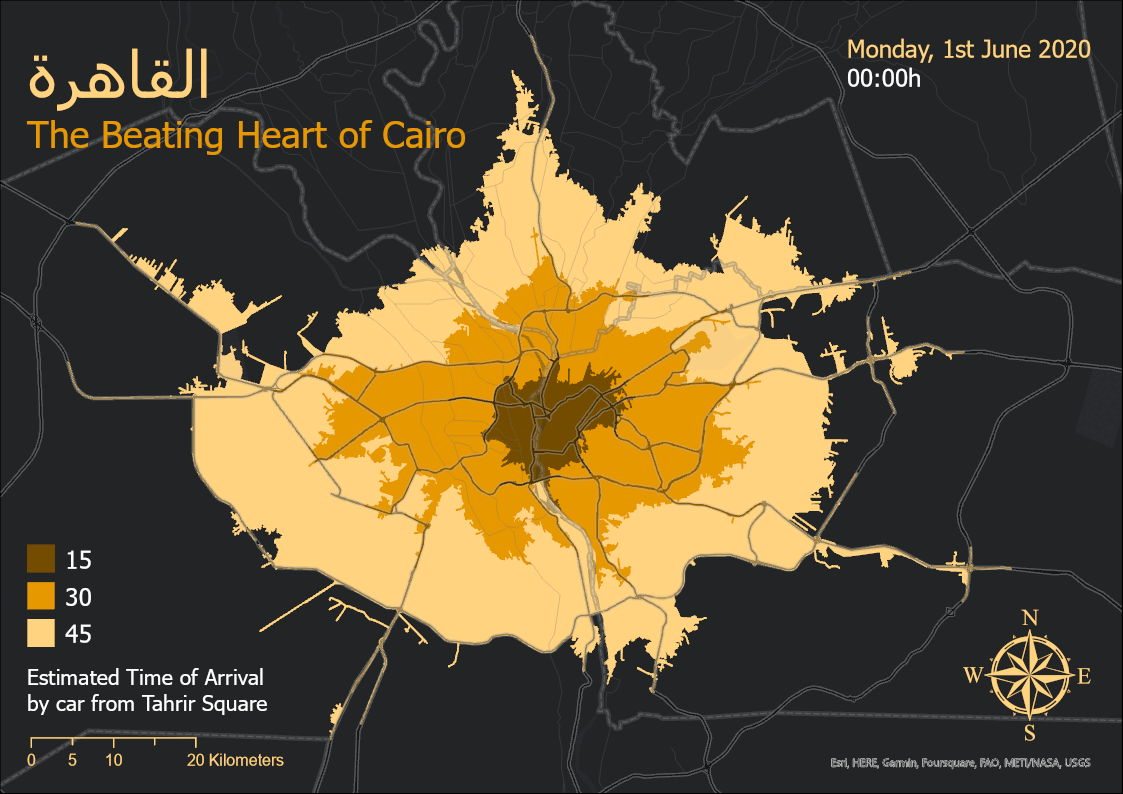 القاهرة
The Beating Heart of Cairo
Monday, 1st June 2020
00:00h
15
30
45
Estimated Time of Arrival
by car from Tahrir Square
0 5 10 20 Kilometers
N
W E
S
Esri, HERE, Garmin, Foursquare, FAO, METI/NASA, USGS